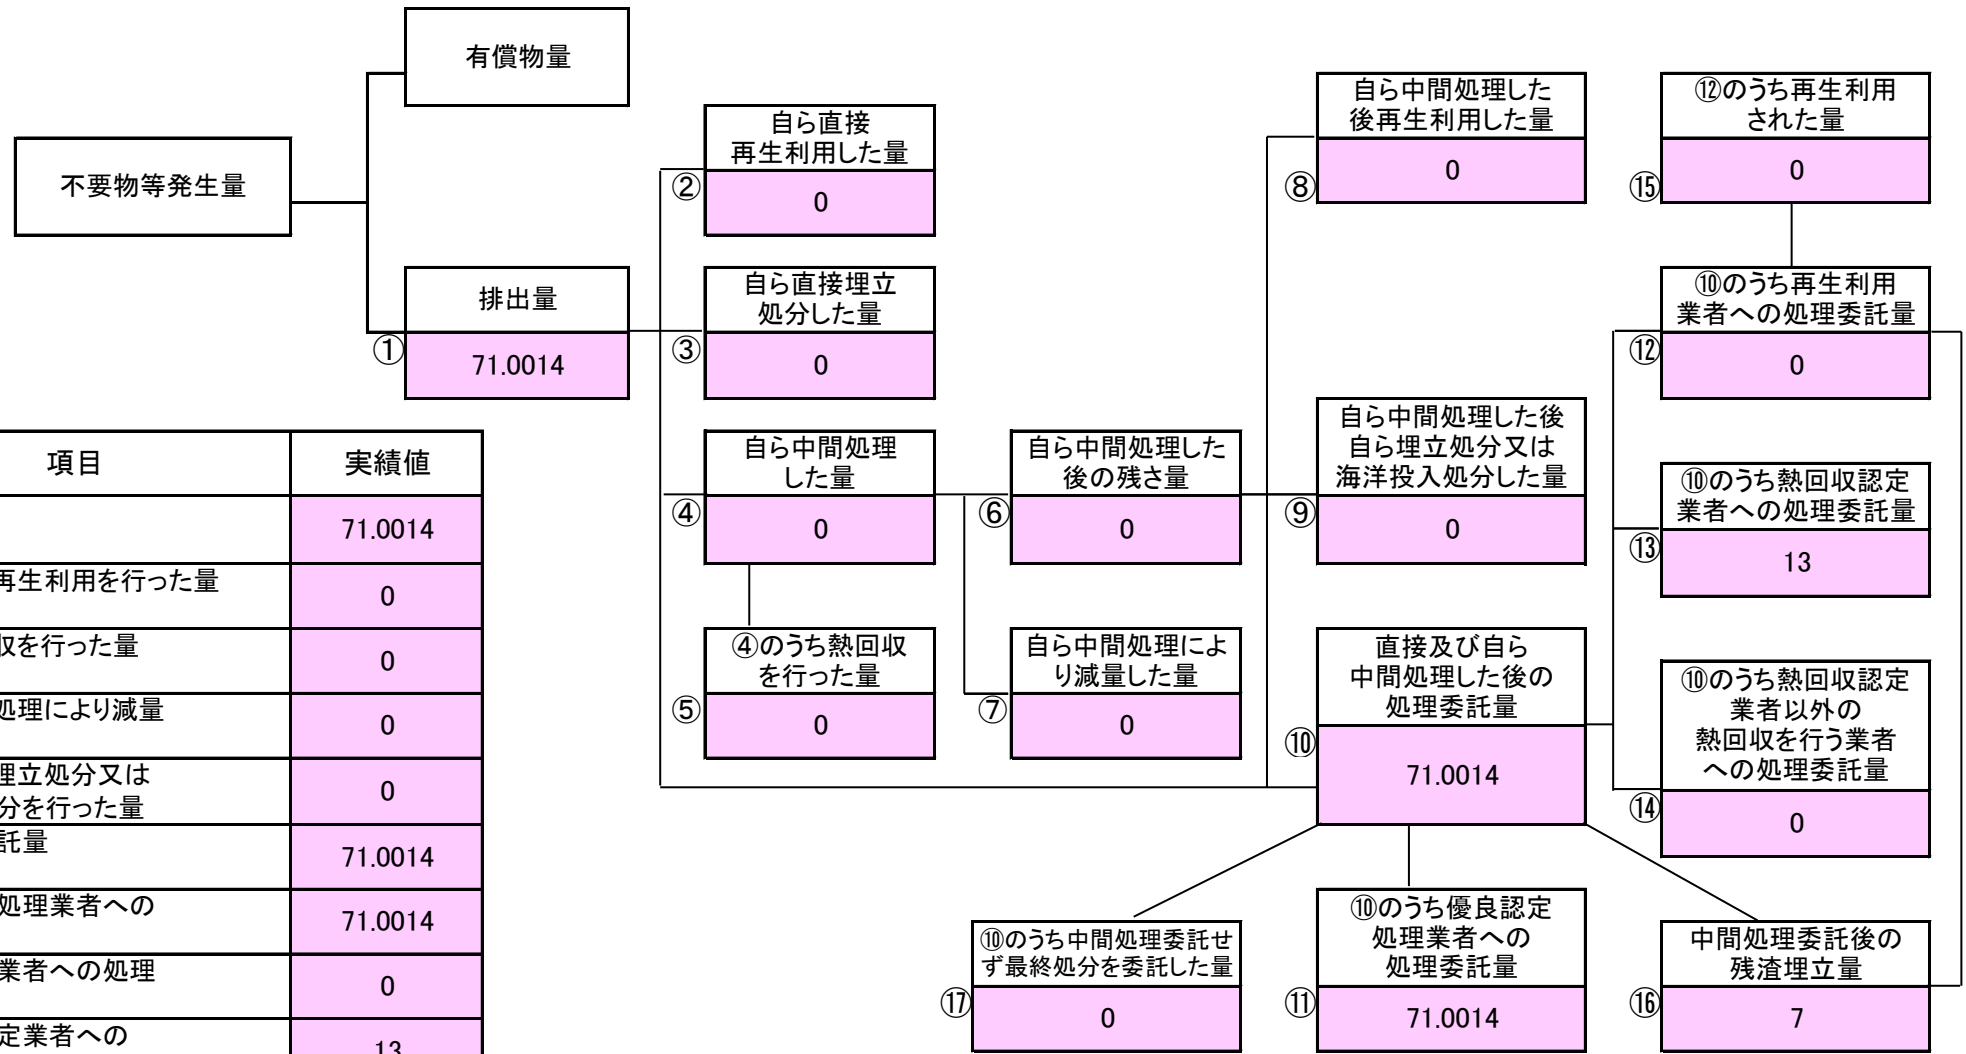 有償物量
不要物等発生量
排出量
①
71.0014
自ら直接
再生利用した量
②
0
自ら直接埋立
処分した量
③
0
自ら中間処理
した量
④
0
④のうち熱回収
を行った量
⑤
0
自ら中間処理した
後の残さ量
⑥
0
自ら中間処理によ
り減量した量
⑦
0
自ら中間処理した
後再生利用した量
⑧
0
自ら中間処理した後
自ら埋立処分又は
海洋投入処分した量
⑨
0
直接及び自ら
中間処理した後の
処理委託量
⑩
71.0014
⑩のうち優良認定
処理業者への
処理委託量
⑪
71.0014
⑫のうち再生利用
された量
⑮
0
⑩のうち再生利用
業者への処理委託量
⑫
0
⑩のうち熱回収認定
業者への処理委託量
⑬
13
⑩のうち熱回収認定
業者以外の
熱回収を行う業者
への処理委託量
⑭
0
中間処理委託後の
残渣埋立量
⑯
7
⑩のうち中間処理委託せ
ず最終処分を委託した量
⑰
0
項目 実績値
71.0014
再生利用を行った量
0
収を行った量
0
処理により減量
0
埋立処分又は
分を行った量
0
託量
71.0014
処理業者への
71.0014
業者への処理
0
定業者への
13